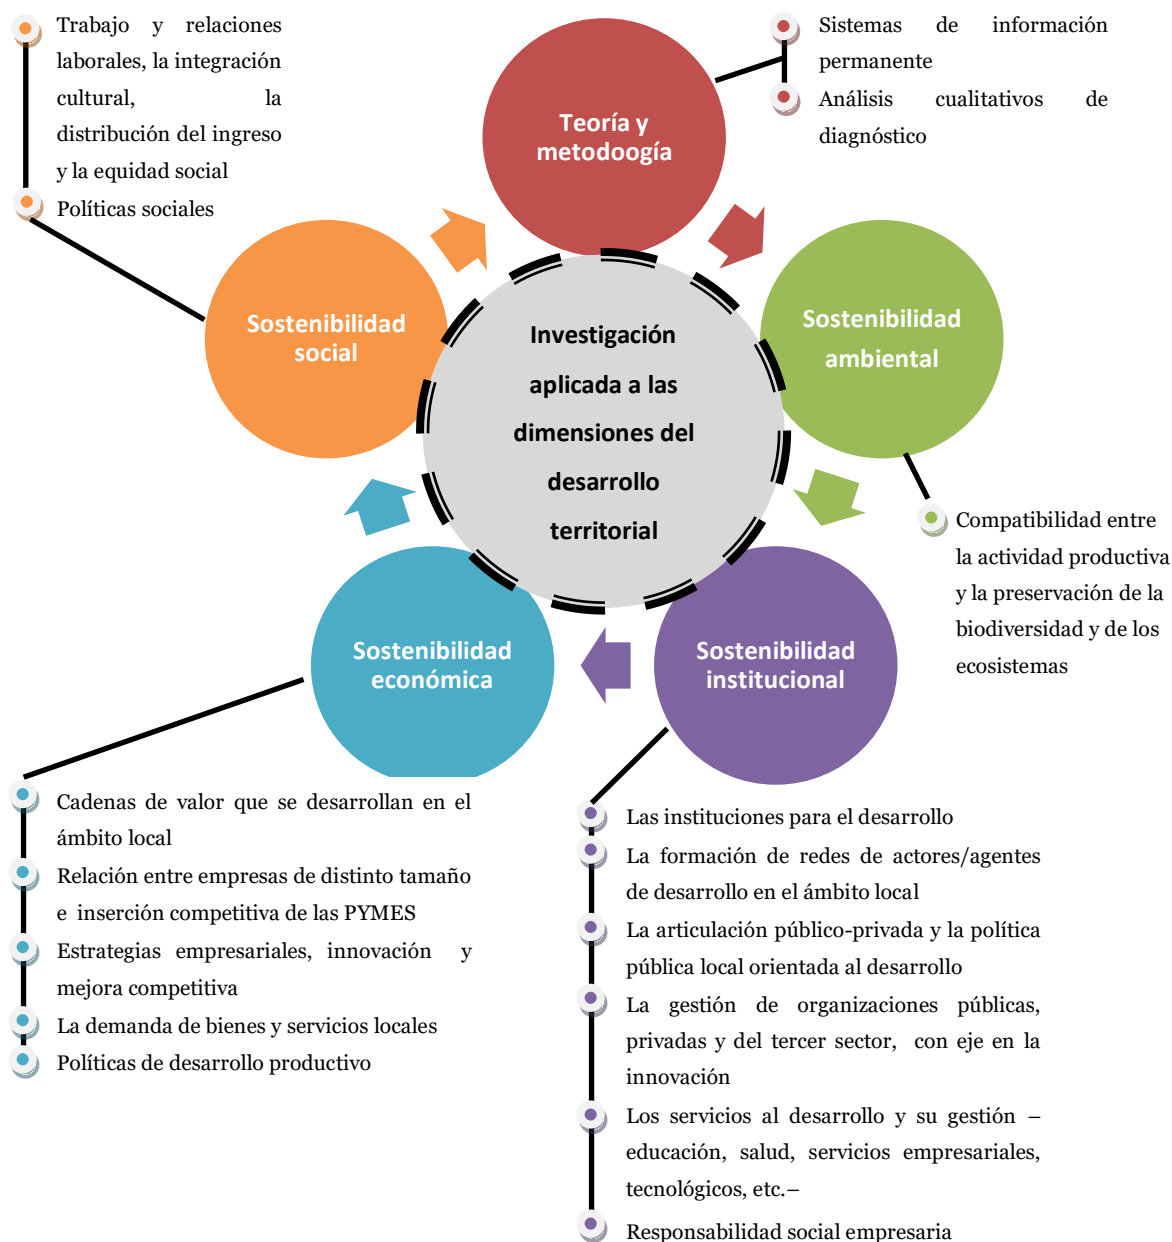 Trabajo y relaciones
laborales, la integración
cultural, la
distribución del ingreso
y la equidad social
Políticas sociales
Teoría y
metodoogía
Sistemas de información
permanente
Análisis cualitativos de
diagnóstico
Sostenibilidad
social
Investigación
aplicada a las
dimensiones del
desarrollo
territorial
Sostenibilidad
ambiental
Compatibilidad entre
la actividad productiva
y la preservación de la
biodiversidad y de los
ecosistemas
Sostenibilidad
económica
Sostenibilidad
institucional
Cadenas de valor que se desarrollan en el
ámbito local
Relación entre empresas de distinto tamaño
e inserción competitiva de las PYMES
Estrategias empresariales, innovación y
mejora competitiva
La demanda de bienes y servicios locales
Políticas de desarrollo productivo
Las instituciones para el desarrollo
La formación de redes de actores/agentes
de desarrollo en el ámbito local
La articulación público-privada y la política
pública local orientada al desarrollo
La gestión de organizaciones públicas,
privadas y del tercer sector, con eje en la
innovación
Los servicios al desarrollo y su gestión –
educación, salud, servicios empresariales,
tecnológicos, etc.–
Responsabilidad social empresaria